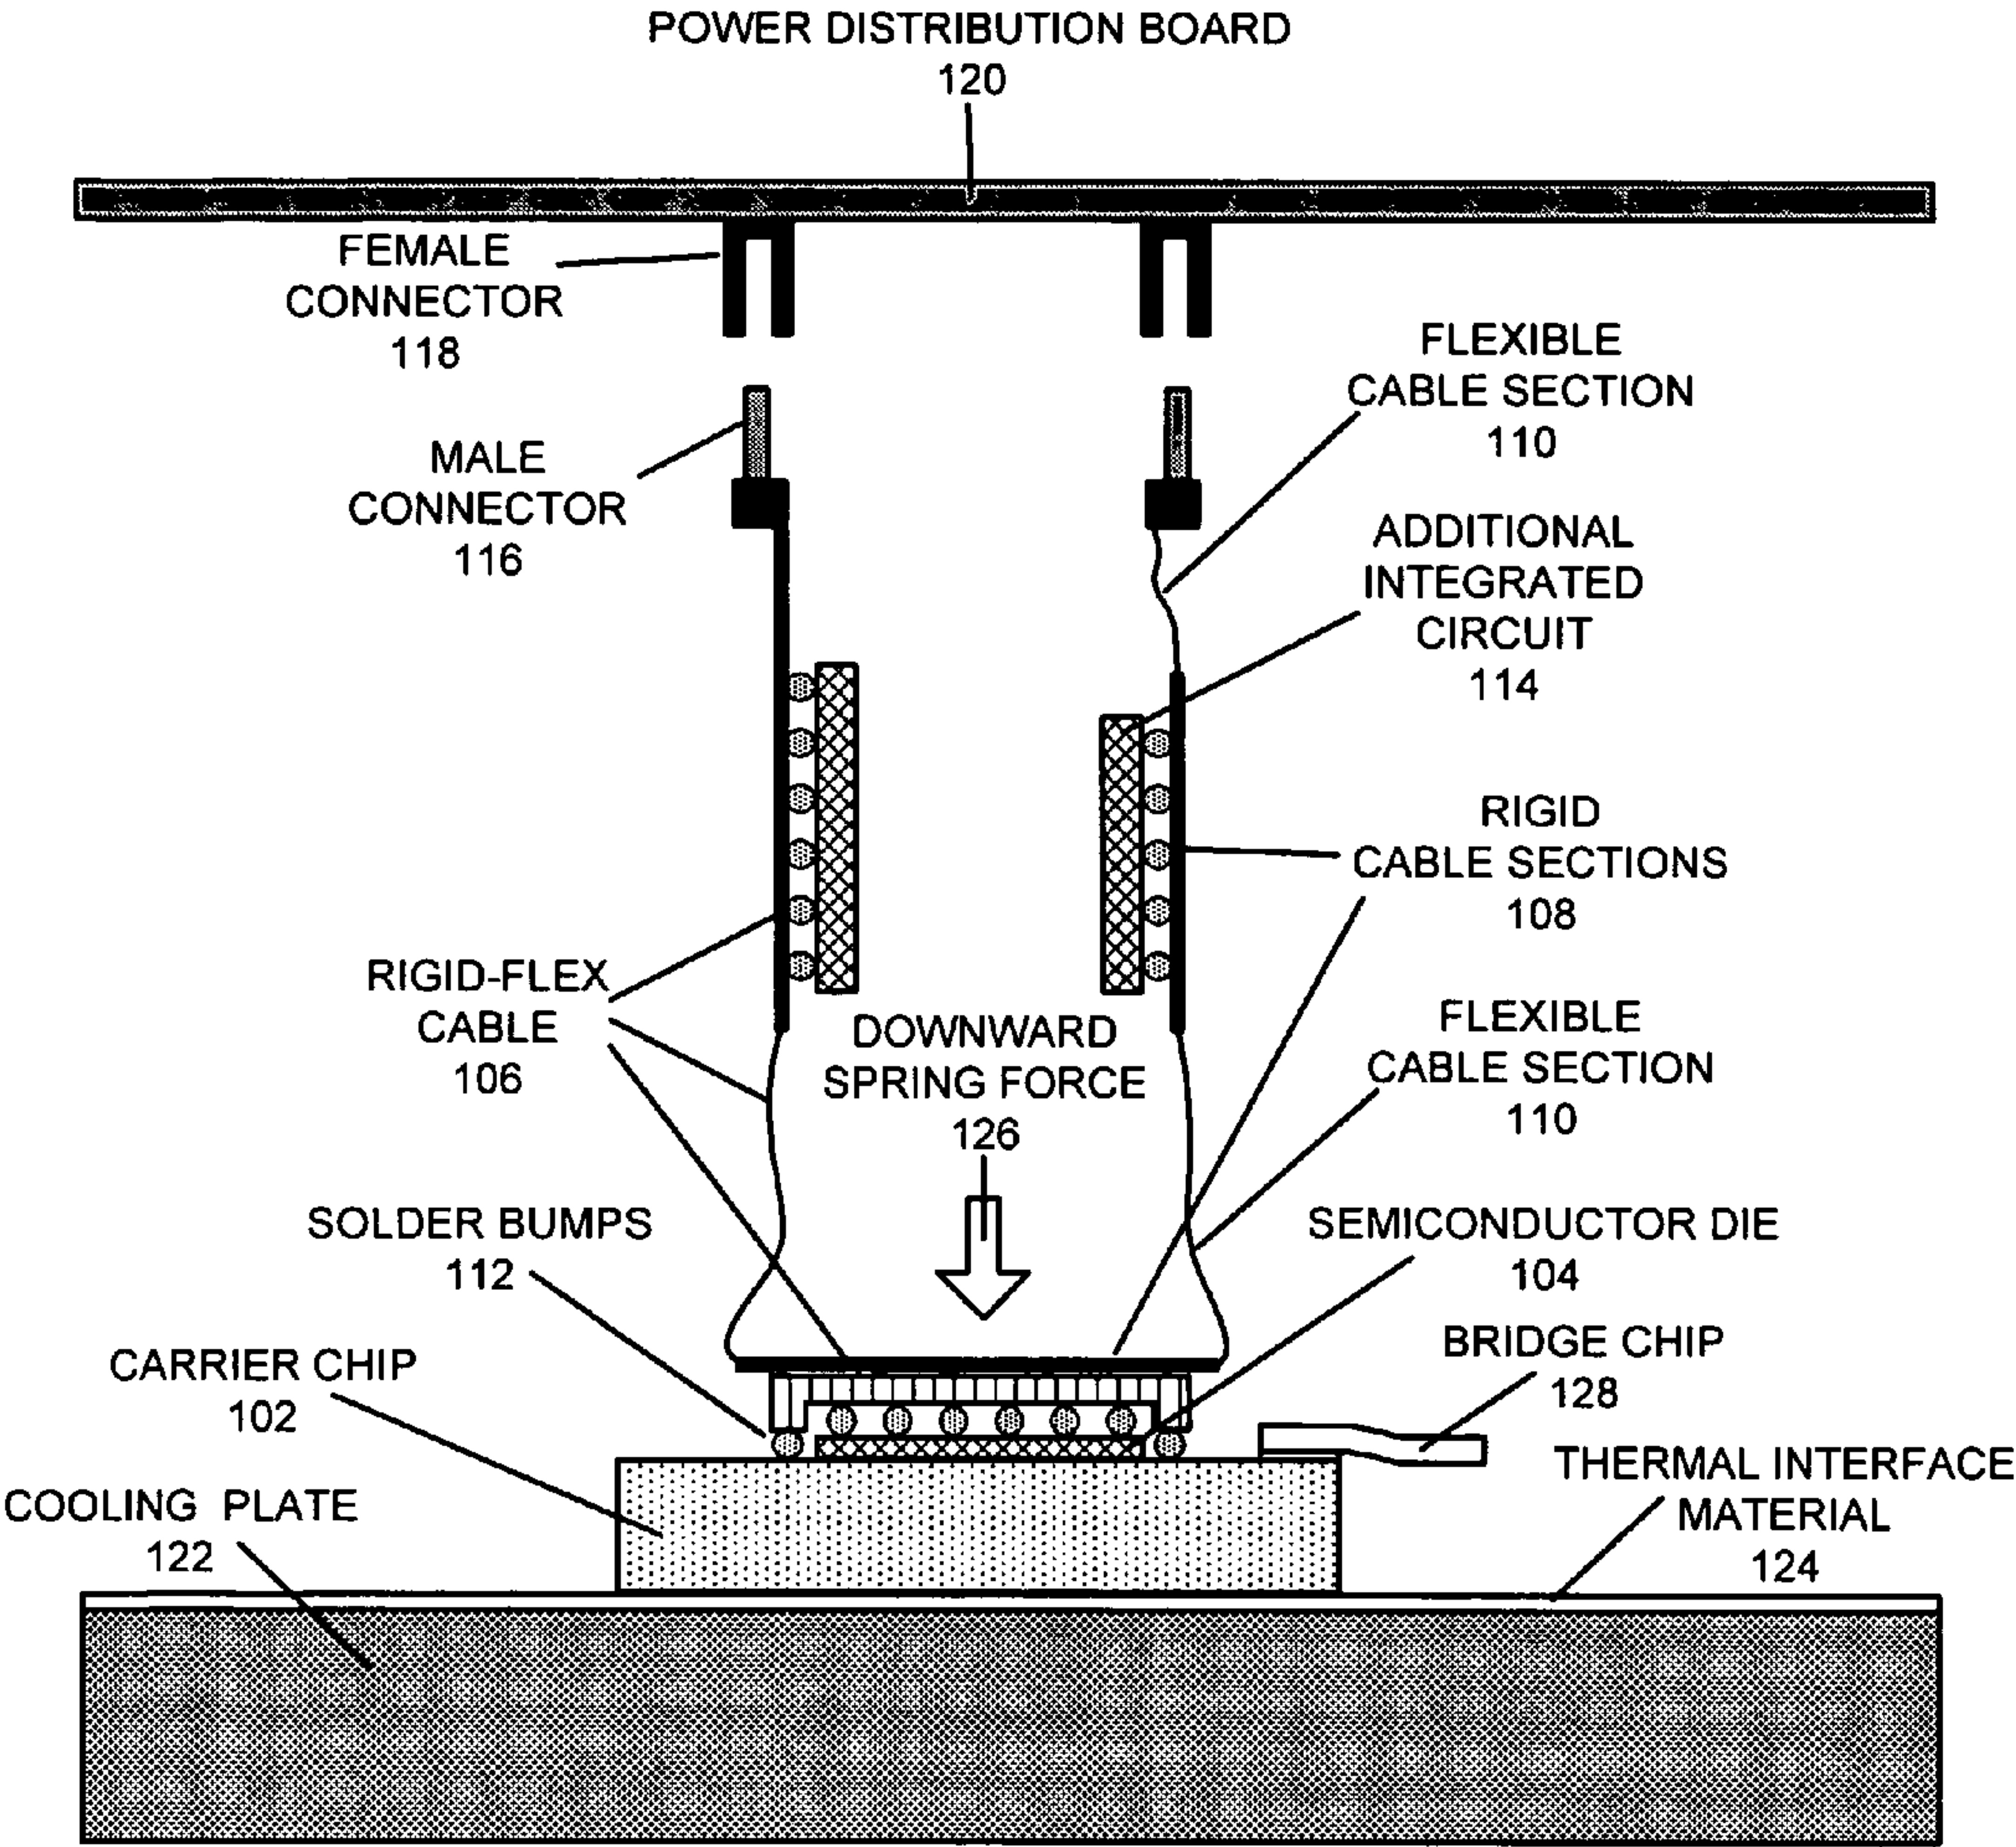 POWER DISTRIBUTION BOARD
120
FEMALE
CONNECTOR
118
FLEXIBLE
CABLE SECTION
110
MALE
CONNECTOR
116
ADDITIONAL
INTEGRATED
CIRCUIT
114
RIGID
CABLE SECTIONS
108
RIGID-FLEX
CABLE
106
DOWNWARD
SPRING FORCE
126
FLEXIBLE
CABLE SECTION
110
SOLDER BUMPS
112
SEMICONDUCTOR DIE
104
CARRIER CHIP
102
BRIDGE CHIP
128
COOLING PLATE
122
THERMAL INTERFACE
MATERIAL
124